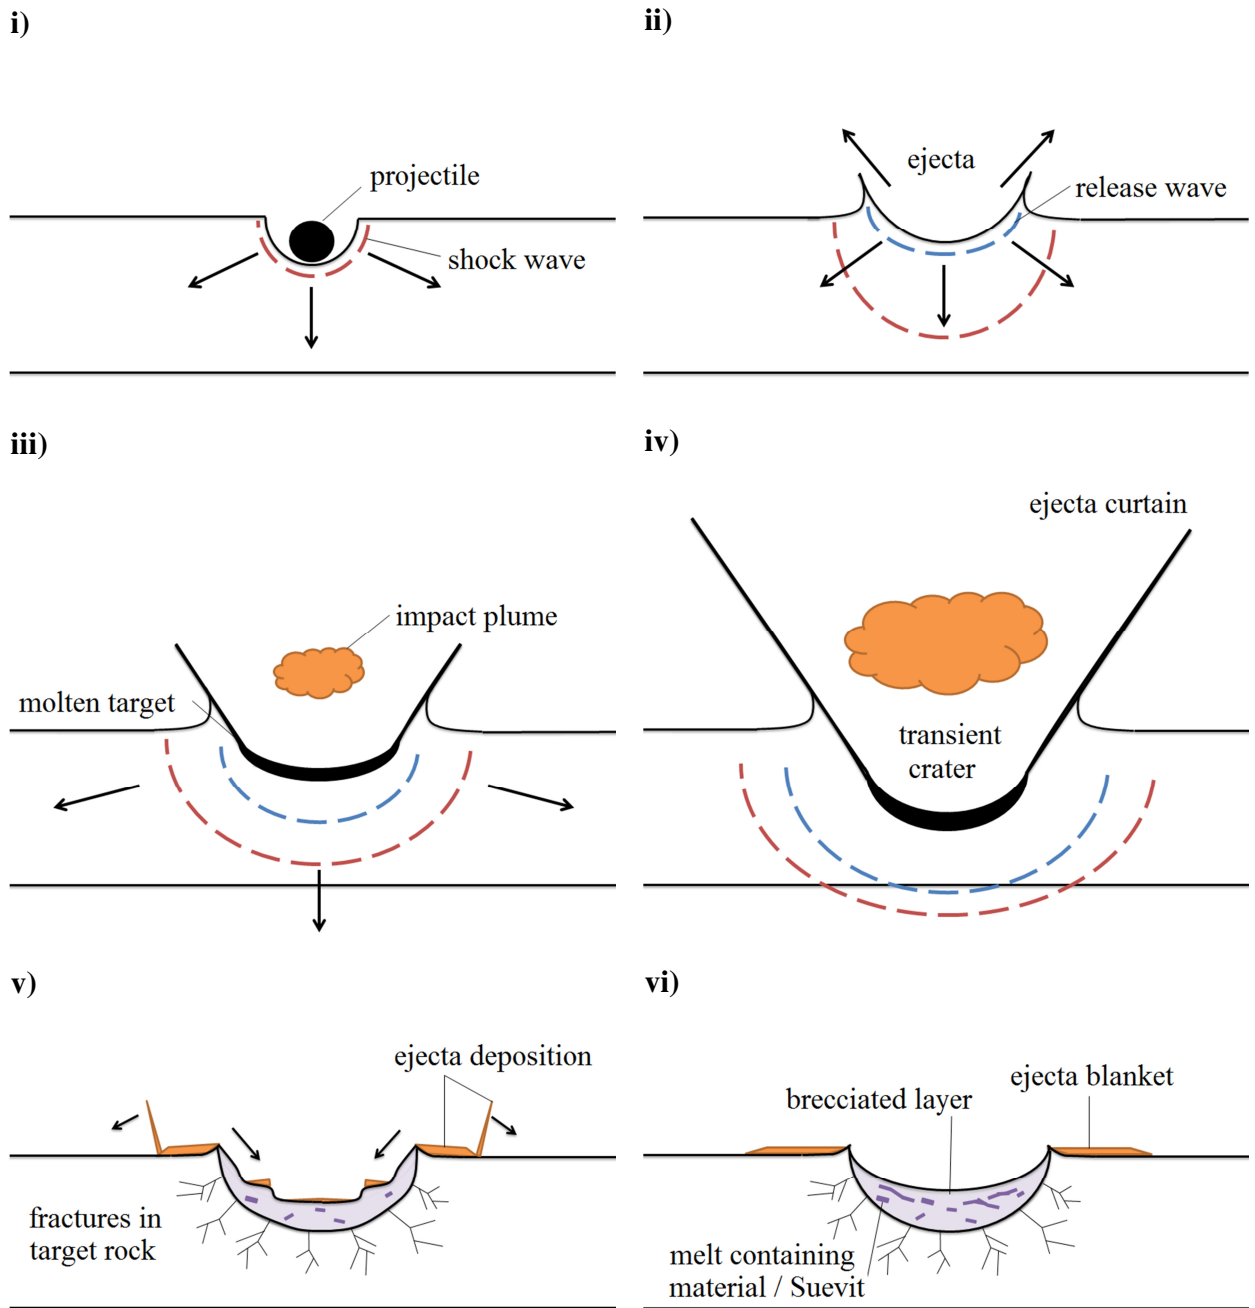 i)
projectile
shock wave
ii)
ejecta
release wave
iii)
impact plume
molten target
iv)
ejecta curtain
transient
crater
v)
ejecta deposition
fractures in
target rock
vi)
ejecta blanket
brecciated layer
melt containing
material / Suevit